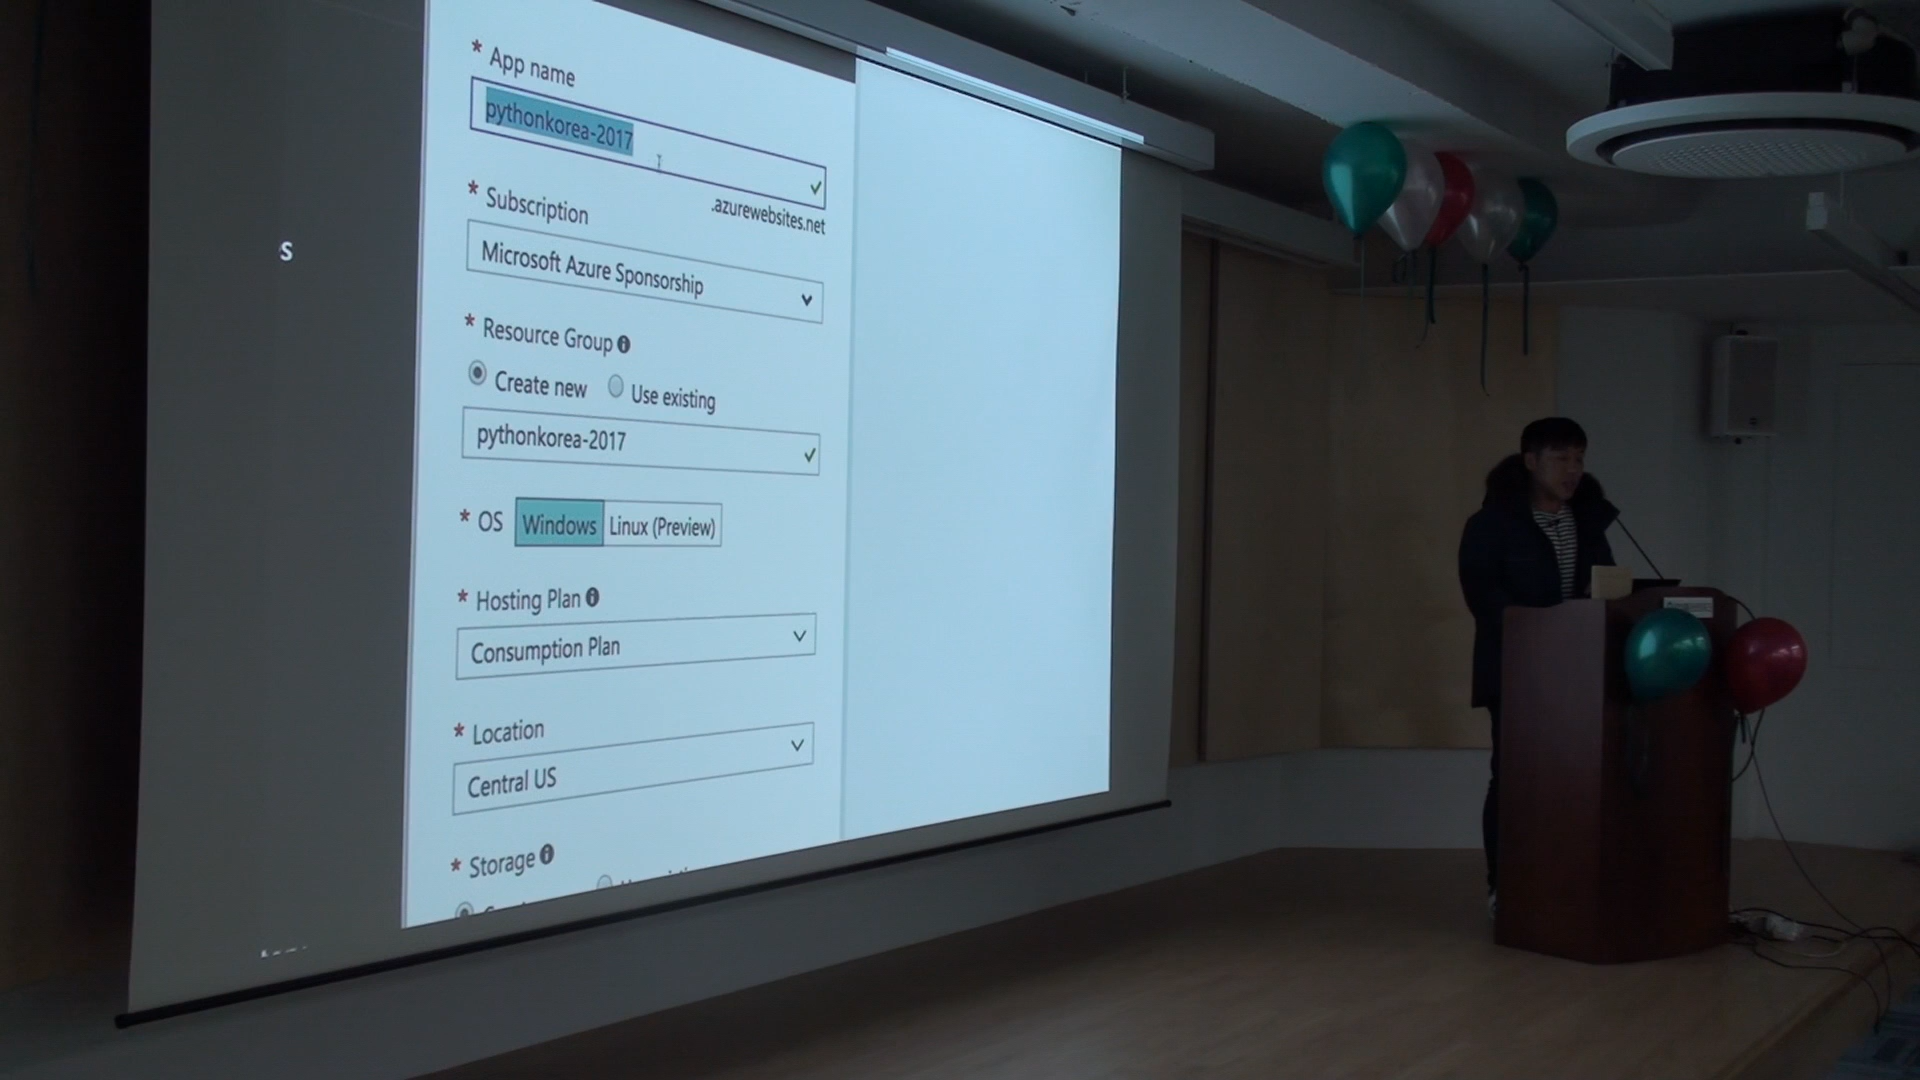 * App name
pythonkorea-2017
.azurewebsites.net
* Subscription
Microsoft Azure Sponsorship
* Resource Group
Create new Use existing
pythonkorea-2017
* OS Windows Linux (Preview)
* Hosting Plan
Consumption Plan
* Location
Central US
* Storage
s